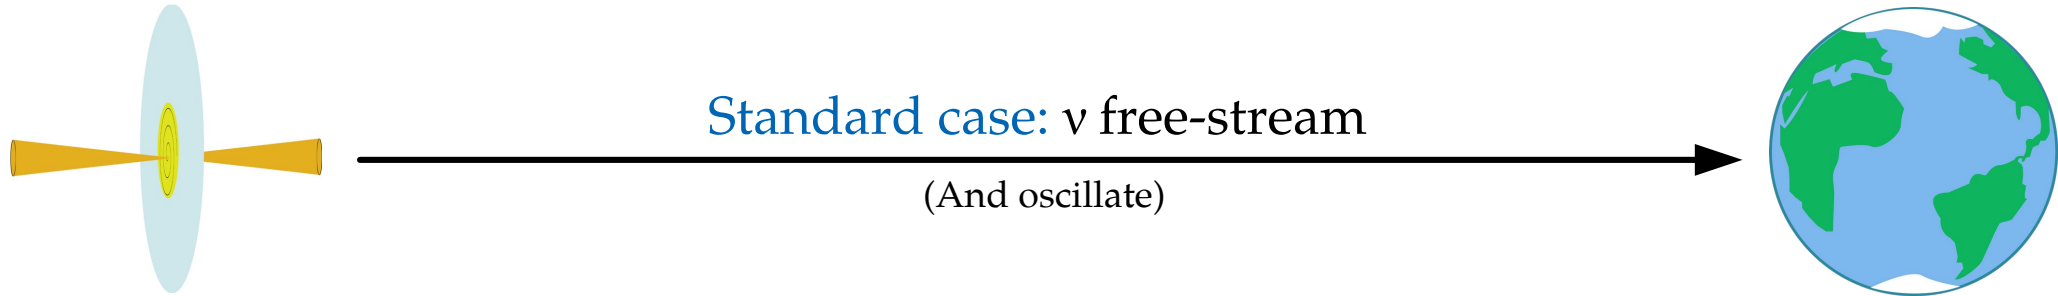 Standard case: ν free-stream
(And oscillate)